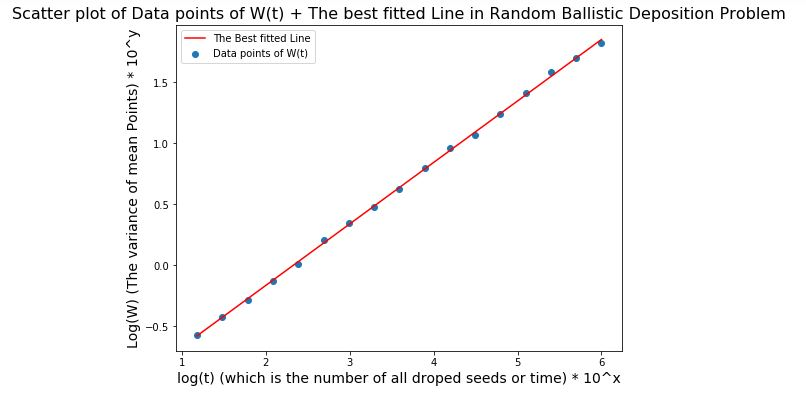 Scatter plot of Data points of W(t) + The best fitted Line in Random Ballistic Deposition Problem
The Best fitted Line
Data points of W(t)
Log(W) (The variance of mean Points) * 10^y
1.5
1.0
0.5
0.0
−0.5
1 2 3 4 5 6
log(t) (which is the number of all droped seeds or time) * 10^x